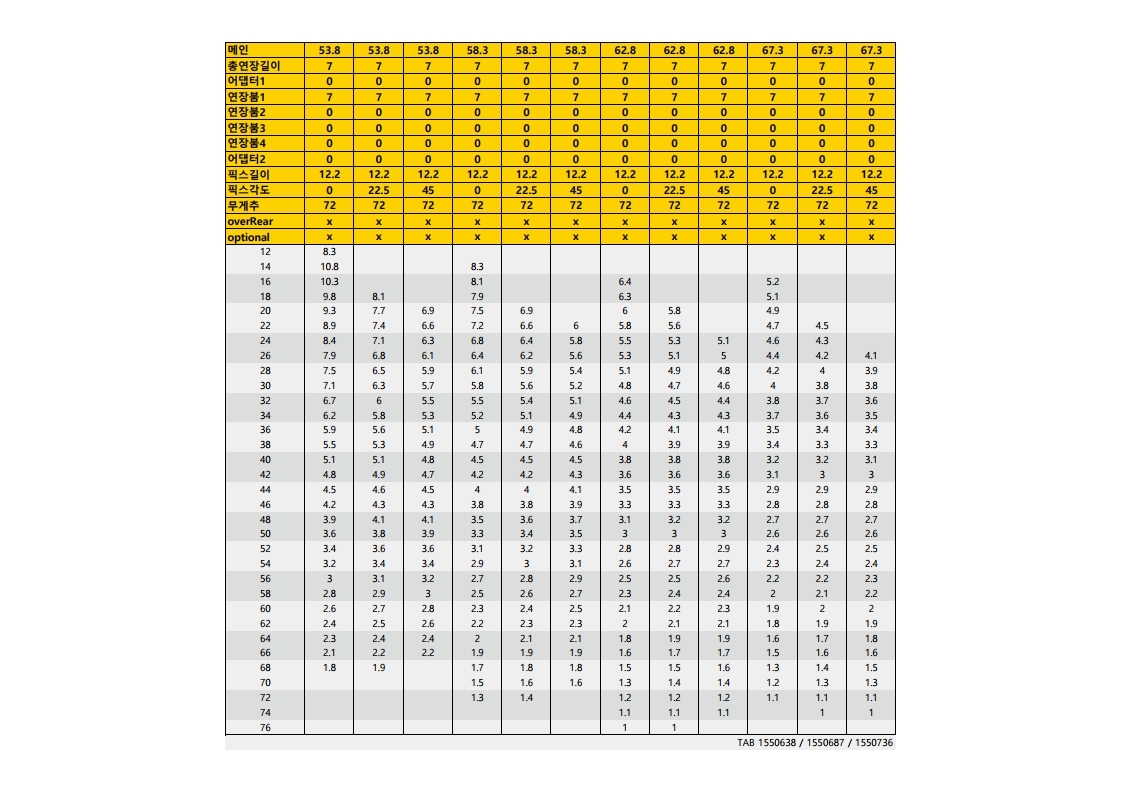 메인 53.8 53.8 53.8 58.3 58.3 58.3 62.8 62.8 62.8 67.3 67.3 67.3
총연장길이 7 7 7 7 7 7 7 7 7 7 7 7
어댑터1 0 0 0 0 0 0 0 0 0 0 0 0
연장붐1 7 7 7 7 7 7 7 7 7 7 7 7
연장붐2 0 0 0 0 0 0 0 0 0 0 0 0
연장붐3 0 0 0 0 0 0 0 0 0 0 0 0
연장붐4 0 0 0 0 0 0 0 0 0 0 0 0
어댑터2 0 0 0 0 0 0 0 0 0 0 0 0
픽스길이 12.2 12.2 12.2 12.2 12.2 12.2 12.2 12.2 12.2 12.2 12.2 12.2
픽스각도 0 22.5 45 0 22.5 45 0 22.5 45 0 22.5 45
무게추 72 72 72 72 72 72 72 72 72 72 72 72
overRear x x x x x x x x x x x x
optional x x x x x x x x x x x x
12 8.3
14 10.8 8.3
16 10.3 8.1 6.4 5.2
18 9.8 8.1 7.9 6.3 5.1
20 9.3 7.7 6.9 7.5 6.9 6 5.8 4.9
22 8.9 7.4 6.6 7.2 6.6 6 5.8 5.6 4.7 4.5
24 8.4 7.1 6.3 6.8 6.4 5.8 5.5 5.3 5.1 4.6 4.3
26 7.9 6.8 6.1 6.4 6.2 5.6 5.3 5.1 5 4.4 4.2 4.1
28 7.5 6.5 5.9 6.1 5.9 5.4 5.1 4.9 4.8 4.2 4 3.9
30 7.1 6.3 5.7 5.8 5.6 5.2 4.8 4.7 4.6 4 3.8 3.8
32 6.7 6 5.5 5.5 5.4 5.1 4.6 4.5 4.4 3.8 3.7 3.6
34 6.2 5.8 5.3 5.2 5.1 4.9 4.4 4.3 4.3 3.7 3.6 3.5
36 5.9 5.6 5.1 5 4.9 4.8 4.2 4.1 4.1 3.5 3.4 3.4
38 5.5 5.3 4.9 4.7 4.7 4.6 4 3.9 3.9 3.4 3.3 3.3
40 5.1 5.1 4.8 4.5 4.5 4.5 3.8 3.8 3.8 3.2 3.2 3.1
42 4.8 4.9 4.7 4.2 4.2 4.3 3.6 3.6 3.6 3.1 3 3
44 4.5 4.6 4.5 4 4 4.1 3.5 3.5 3.5 2.9 2.9 2.9
46 4.2 4.3 4.3 3.8 3.8 3.9 3.3 3.3 3.3 2.8 2.8 2.8
48 3.9 4.1 4.1 3.5 3.6 3.7 3.1 3.2 3.2 2.7 2.7 2.7
50 3.6 3.8 3.9 3.3 3.4 3.5 3 3 3 2.6 2.6 2.6
52 3.4 3.6 3.6 3.1 3.2 3.3 2.8 2.8 2.9 2.4 2.5 2.5
54 3.2 3.4 3.4 2.9 3 3.1 2.6 2.7 2.7 2.3 2.4 2.4
56 3 3.1 3.2 2.7 2.8 2.9 2.5 2.5 2.6 2.2 2.2 2.3
58 2.8 2.9 3 2.5 2.6 2.7 2.3 2.4 2.4 2 2.1 2.2
60 2.6 2.7 2.8 2.3 2.4 2.5 2.1 2.2 2.3 1.9 2 2
62 2.4 2.5 2.6 2.2 2.3 2.3 2 2.1 2.1 1.8 1.9 1.9
64 2.3 2.4 2.4 2 2.1 2.1 1.8 1.9 1.9 1.6 1.7 1.8
66 2.1 2.2 2.2 1.9 1.9 1.9 1.6 1.7 1.7 1.5 1.6 1.6
68 1.8 1.9 1.7 1.8 1.8 1.5 1.5 1.6 1.3 1.4 1.5
70 1.5 1.6 1.6 1.3 1.4 1.4 1.2 1.3 1.3
72 1.3 1.4 1.2 1.2 1.2 1.1 1.1 1.1
74 1.1 1.1 1.1 1 1
76 1 1
TAB 1550638 / 1550687 / 1550736